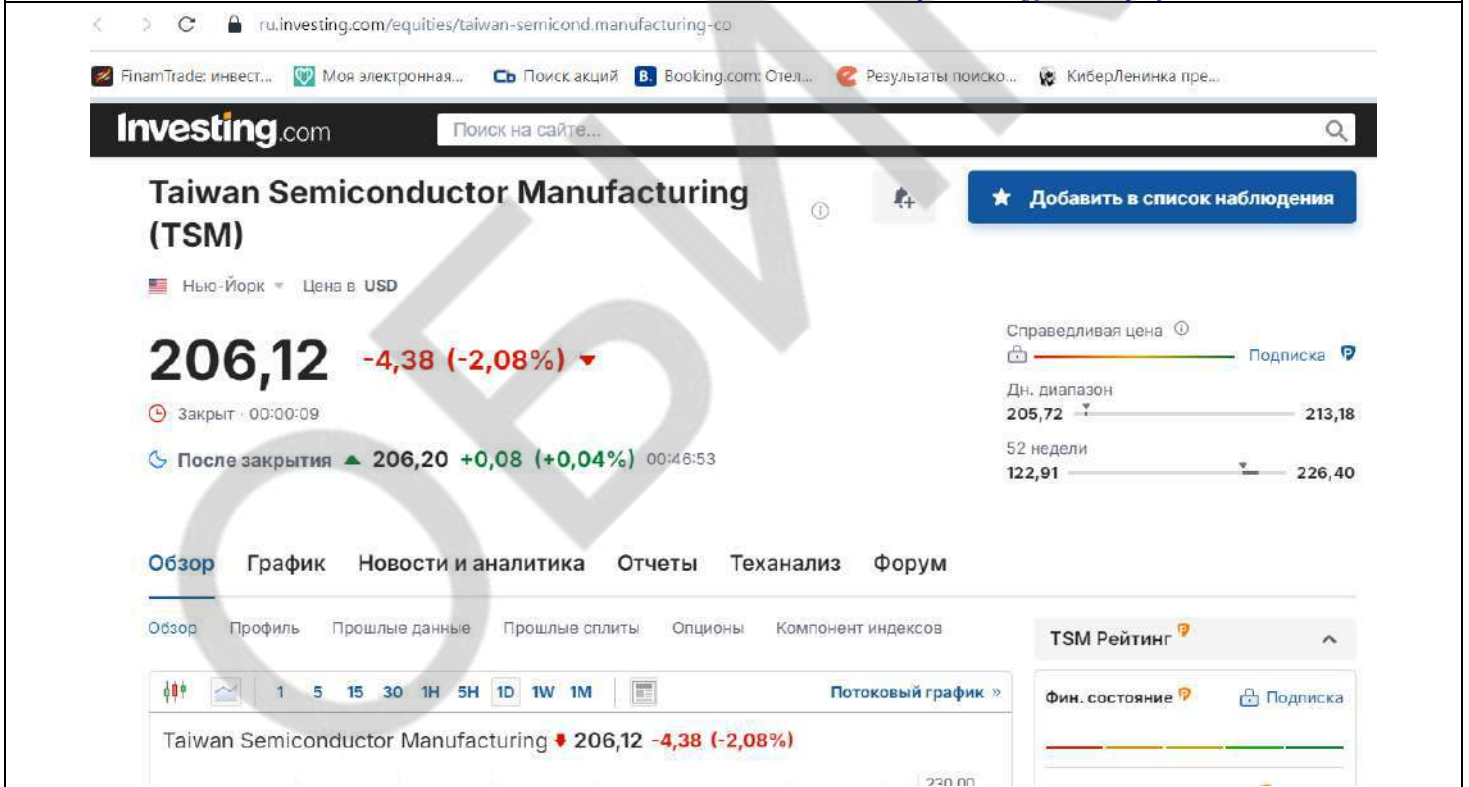 ru.investing.com/equities/taiwan-semicond.manufacturing-co
FinamTrade: инвест... Моя электронная... Сb Поиск акций B. Booking.com: Отел... Результаты поиско... КиберЛенинка пре...
Investing.com Поиск на сайте...
Taiwan Semiconductor Manufacturing
(TSM)
Добавить в список наблюдения
Нью-Йорк Цена в USD
206,12 -4,38 (-2,08%)
Закрыт · 00:00:09
После закрытия 206,20 +0,08 (+0,04%) 00:46:53
Справедливая цена
Подписка
Дн. диапазон
205,72 213,18
52 недели
122,91 226,40
Обзор График Новости и аналитика Отчеты Теханализ Форум
Обзор Профиль Прошлые данные Прошлые сплиты Опционы Компонент индексов
1 5 15 30 1H 5H 1D 1W 1M Потоковый график »
Taiwan Semiconductor Manufacturing 206,12 -4,38 (-2,08%)
230,00
TSM Рейтинг
Фин. состояние Подписка